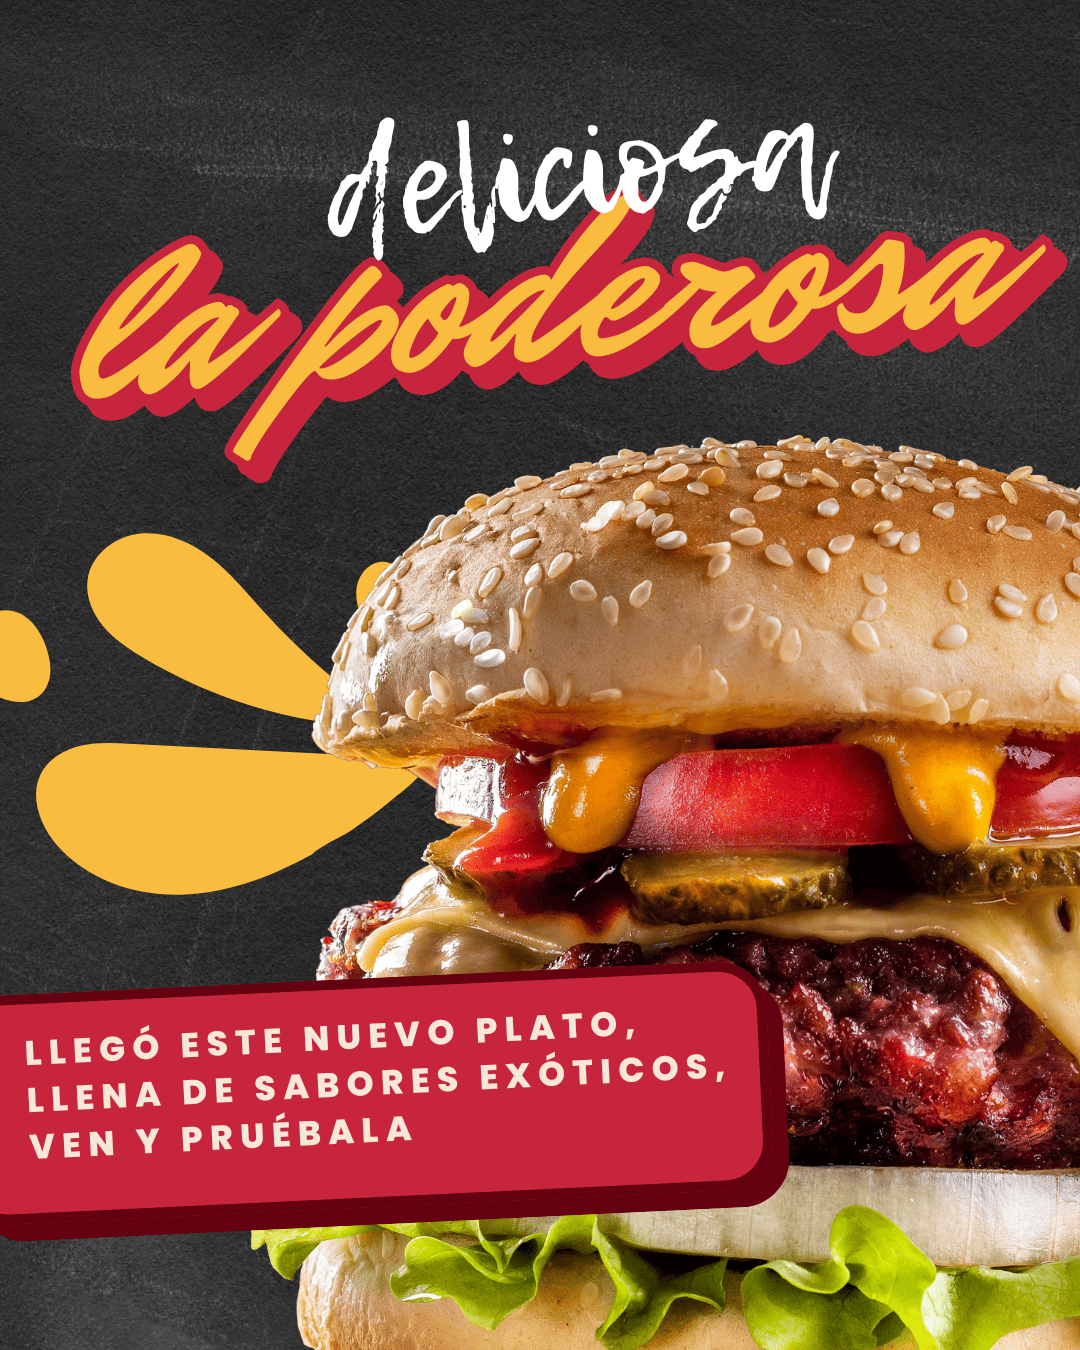 deliciosa
la poderosa
LLEGÓ ESTE NUEVO PLATO,
LLENA DE SABORES EXÓTICOS,
VEN Y PRUÉBALA